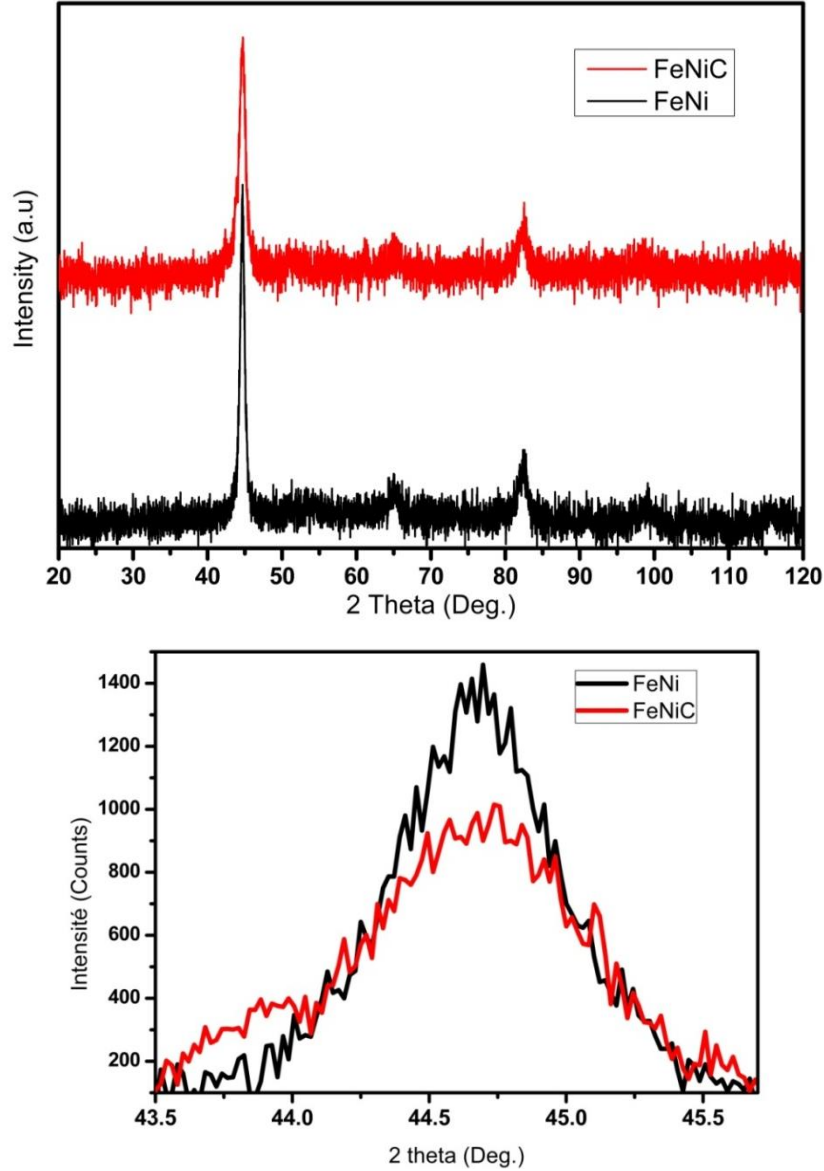 FeNiC
FeNi
Intensity (a.u)
20 30 40 50 60 70 80 90 100 110 120
2 Theta (Deg.)
1400
1200
1000
800
600
400
200
Intensité (Counts)
FeNi
FeNiC
43.5 44.0 44.5 45.0 45.5
2 theta (Deg.)